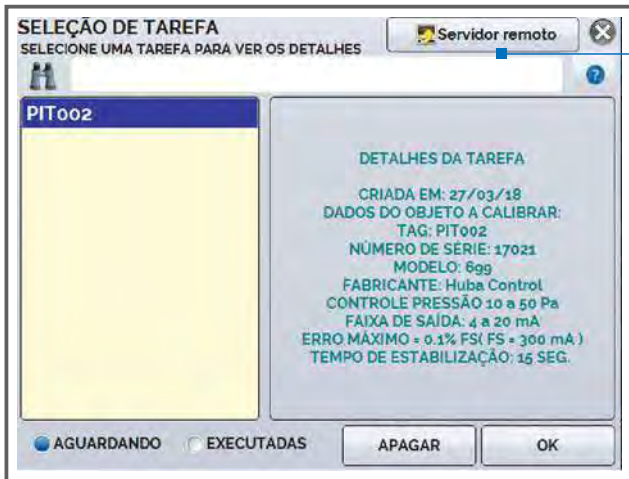 SELEÇÃO DE TAREFA
SELECIONE UMA TAREFA PARA VER OS DETALHES
Servidor remoto
?
PIT002
DETALHES DA TAREFA
CRIADA EM: 27/03/18
DADOS DO OBJETO A CALIBRAR:
TAG: PIT002
NÚMERO DE SÉRIE: 17021
MODELO: 699
FABRICANTE: Huba Control
CONTROLE PRESSÃO 10 a 50 Pa
FAIXA DE SAÍDA: 4 a 20 mA
ERRO MÁXIMO = 0.1% FS( FS = 300 mA )
TEMPO DE ESTABILIZAÇÃO: 15 SEG.
AGUARDANDO
EXECUTADAS
APAGAR
OK